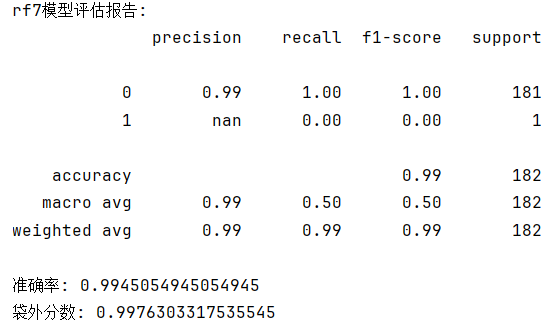 rf7模型评估报告:
precision recall f1-score support
0 0.99 1.00 1.00 181
1 nan 0.00 0.00 1
accuracy 0.99 182
macro avg 0.99 0.50 0.50 182
weighted avg 0.99 0.99 0.99 182
准确率: 0.9945054945054945
袋外分数: 0.9976303317535545